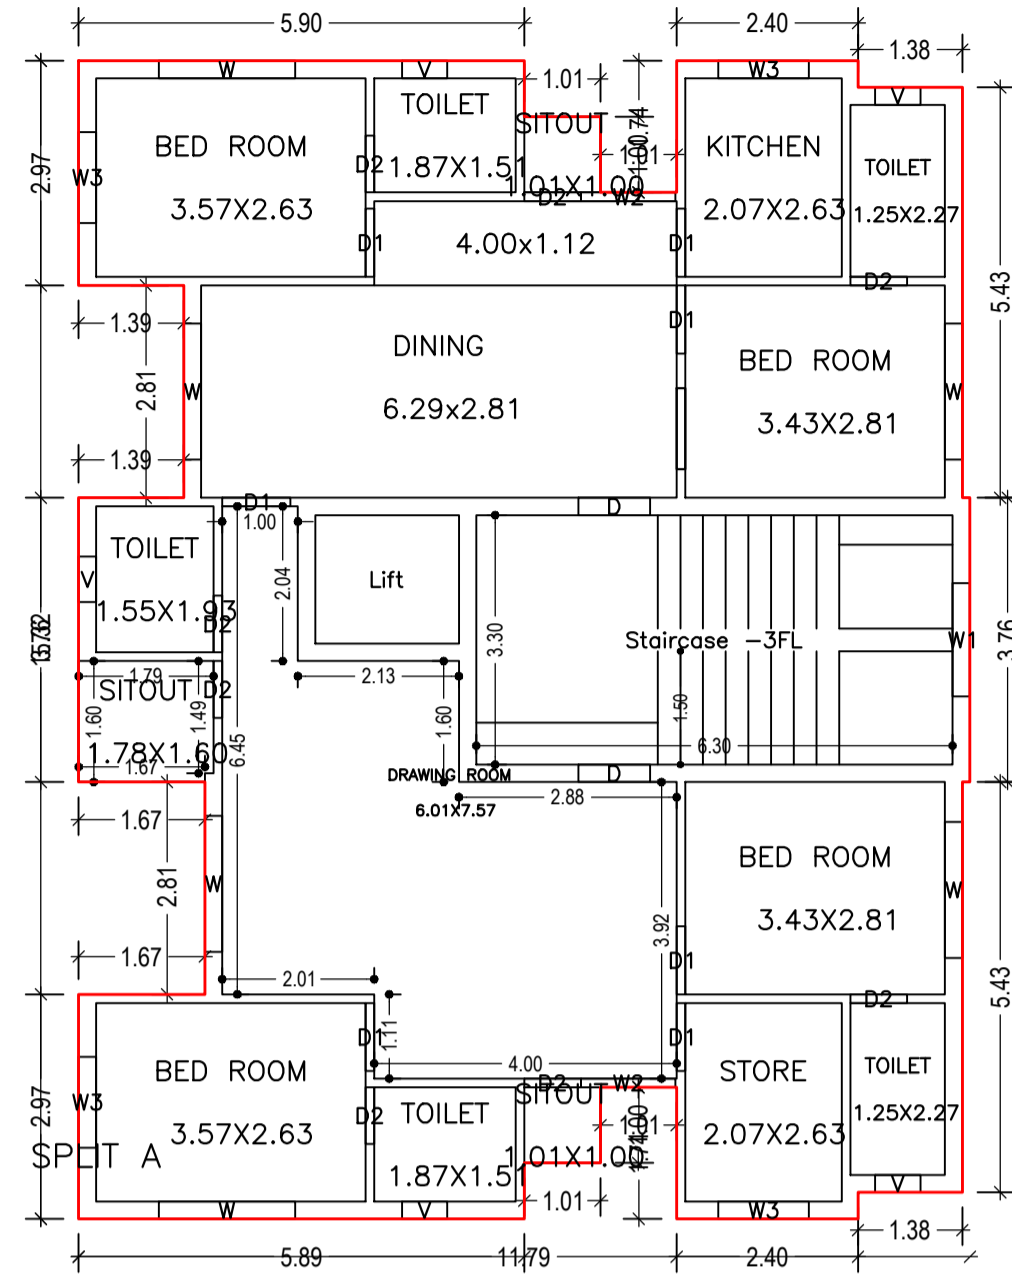 5.90
2.40
1.38
W
V
1.01
W3
V
TOILET
SITOUT
1.00
0.74
BED ROOM
KITCHEN
TOILET
2.97
D2
1.87X1.51
1.01
W3
1.01X1.00
D2
W2
3.57X2.63
2.07X2.63
1.25X2.27
D1
4.00x1.12
D1
D2
5.43
1.39
D1
DINING
BED ROOM
2.81
W
W
6.29x2.81
3.43X2.81
1.39
D1
D
1.00
TOILET
V
2.04
Lift
1.55X1.93
D2
3.30
Staircase -3FL
W1
3.76
1.79
SITOUT
D2
2.13
1.60
1.49
1.60
1.50
6.45
6.30
1.78X1.60
1.67
DRAWING ROOM
D
2.88
6.01X7.57
1.67
BED ROOM
2.81
W
W
3.43X2.81
3.92
1.67
2.01
D1
D2
5.43
1.11
D1
D1
4.00
BED ROOM
D2
W2
STORE
TOILET
SITOUT
2.97
W3
D2
TOILET
1.00
1.01
1.25X2.27
3.57X2.63
2.07X2.63
SPLIT A
1.01X1.00
1.87X1.51
V
1.01
W
V
W3
1.38
5.89
11.79
2.40